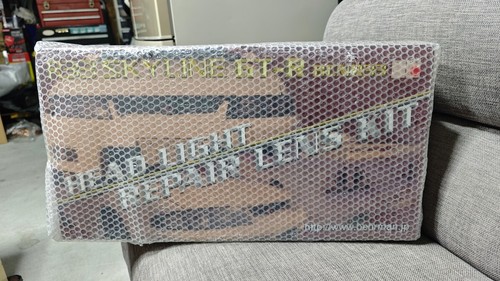 SKYLINE GT-R
HEAD LIGHT
REPAIR LENS KIT